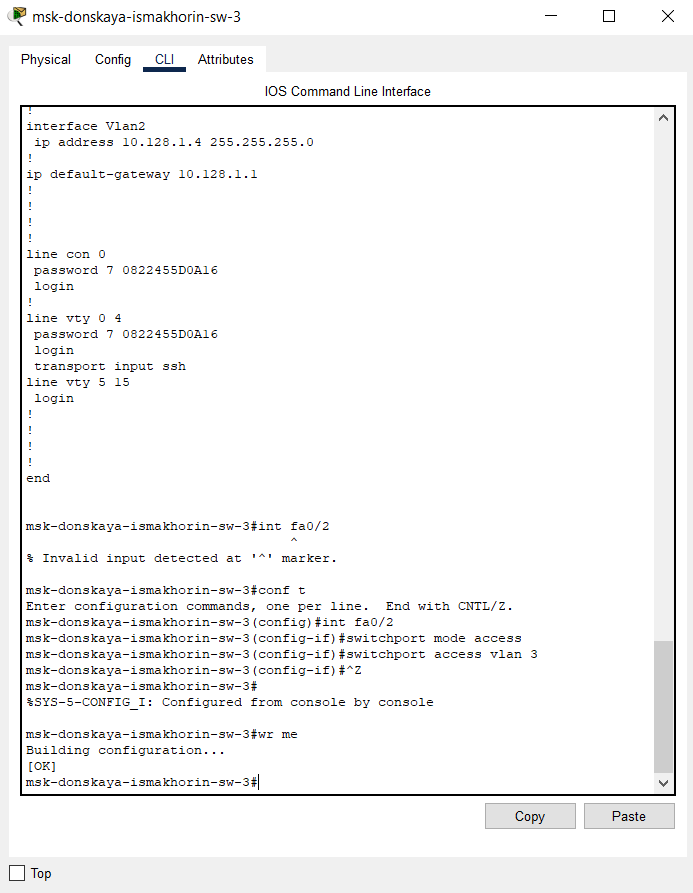 msk-donskaya-ismakhorin-sw-3
Physical Config CLI Attributes
IOS Command Line Interface
!
interface Vlan2
 ip address 10.128.1.4 255.255.255.0
!
ip default-gateway 10.128.1.1
!
!
!
!
line con 0
 password 7 0822455D0A16
 login
!
line vty 0 4
 password 7 0822455D0A16
 login
 transport input ssh
line vty 5 15
 login
!
!
!
!
end
msk-donskaya-ismakhorin-sw-3#int fa0/2
^
% Invalid input detected at '^' marker.
msk-donskaya-ismakhorin-sw-3#conf t
Enter configuration commands, one per line.  End with CNTL/Z.
msk-donskaya-ismakhorin-sw-3(config)#int fa0/2
msk-donskaya-ismakhorin-sw-3(config-if)#switchport mode access
msk-donskaya-ismakhorin-sw-3(config-if)#switchport access vlan 3
msk-donskaya-ismakhorin-sw-3(config-if)#^Z
msk-donskaya-ismakhorin-sw-3#
%SYS-5-CONFIG_I: Configured from console by console
msk-donskaya-ismakhorin-sw-3#wr me
Building configuration...
[OK]
msk-donskaya-ismakhorin-sw-3#
Copy Paste
Top